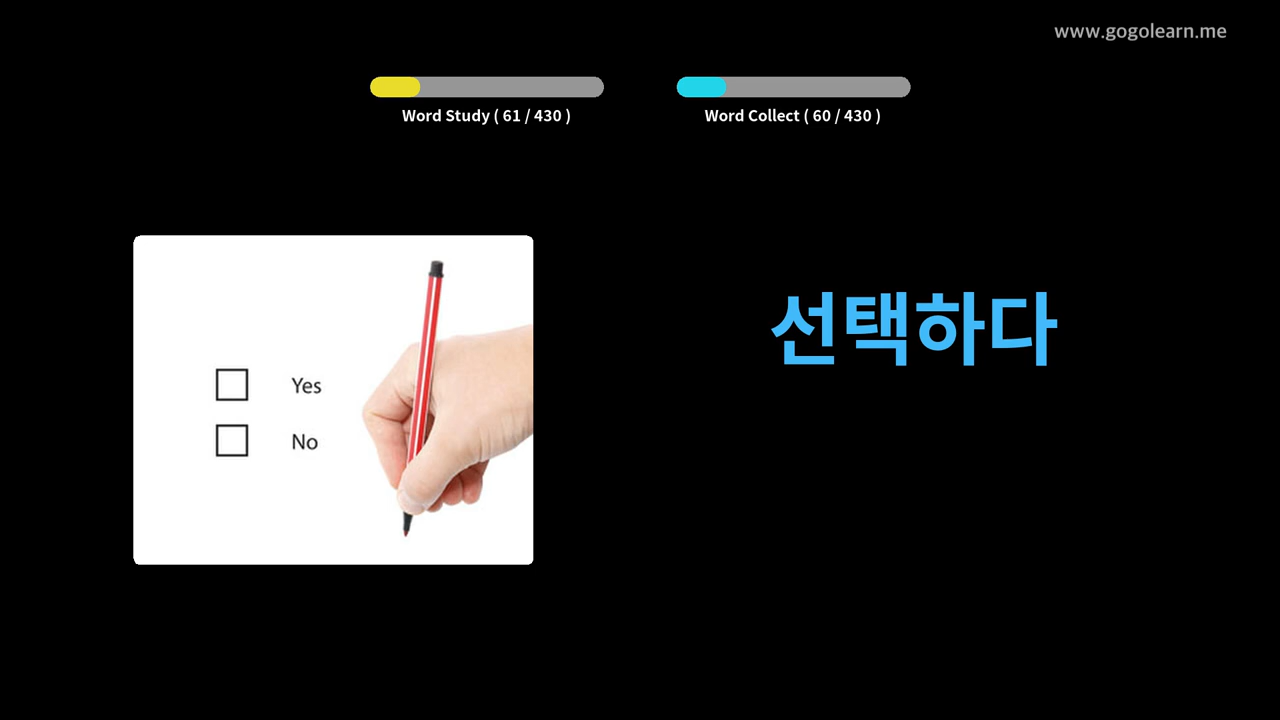 www.gogolearn.me
Word Study ( 61 / 430 )
Word Collect ( 60 / 430 )
Yes
No
선택하다